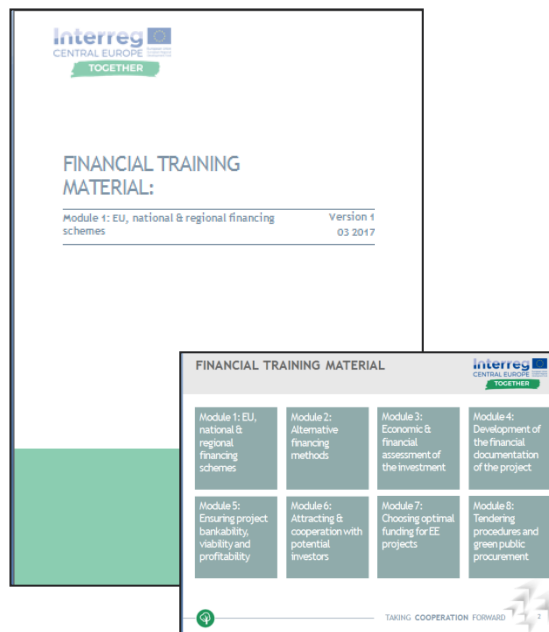 Interreg
CENTRAL EUROPE
TOGETHER
FINANCIAL TRAINING
MATERIAL:
Module 1: EU, national & regional financing
schemes
Version 1
03 2017
FINANCIAL TRAINING MATERIAL
Interreg
CENTRAL EUROPE
TOGETHER
Module 1: EU,
national &
regional
financing
schemes
Module 2:
Alternative
financing
methods
Module 3:
Economic &
financial
assessment of
the investment
Module 4:
Development of
the financial
documentation
of the project
Module 5:
Ensuring project
bankability,
viability and
profitability
Module 6:
Attracting &
cooperation with
potential
investors
Module 7:
Choosing optimal
funding for EE
projects
Module 8:
Tendering
procedures and
green public
procurement
TAKING COOPERATION FORWARD
2